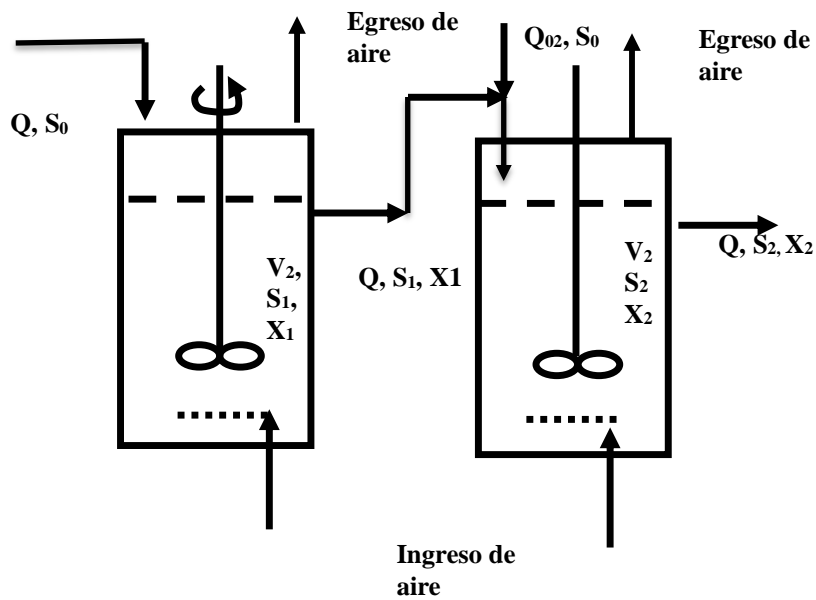 Egreso de
aire
Q₀₂, S₀
Egreso de
aire
Q, S₀
V₂,
S₁,
X₁
Q, S₁, X1
V₂
S₂
X₂
Q, S₂, X₂
Ingreso de
aire